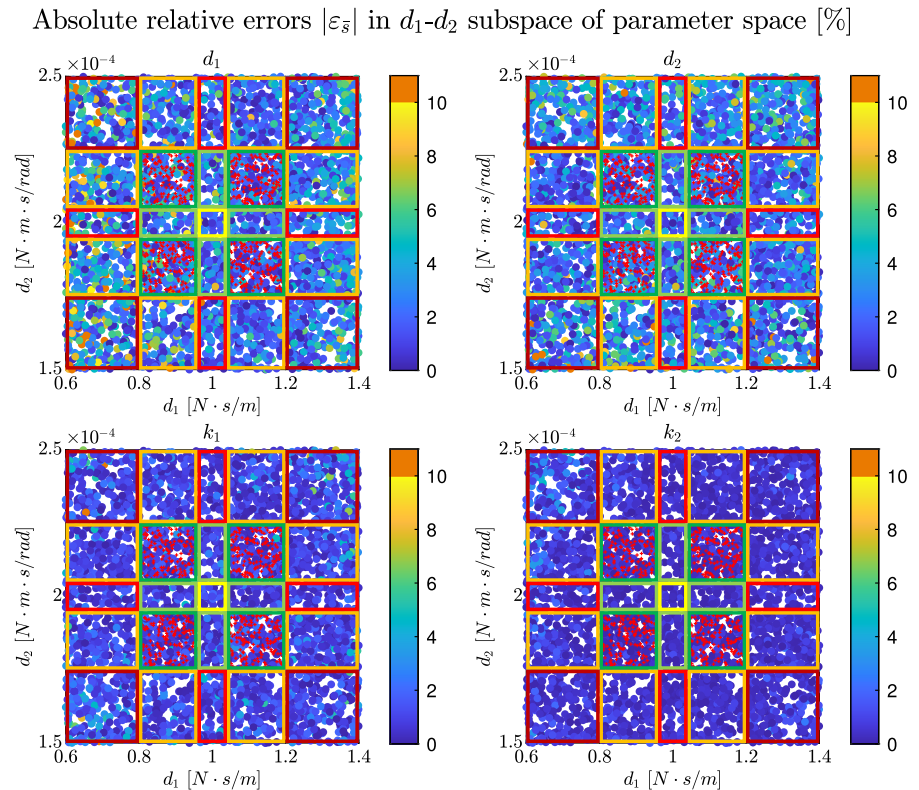 Absolute relative errors |ε_s̄| in d₁-d₂ subspace of parameter space [%]
×10⁻⁴ d₁
2.5
2
1.5
d₂ [N · m · s/rad]
0.6 0.8 1 1.2 1.4
d₁ [N · s/m]
10
8
6
4
2
0
×10⁻⁴ d₂
2.5
2
1.5
d₂ [N · m · s/rad]
0.6 0.8 1 1.2 1.4
d₁ [N · s/m]
10
8
6
4
2
0
×10⁻⁴ k₁
2.5
2
1.5
d₂ [N · m · s/rad]
0.6 0.8 1 1.2 1.4
d₁ [N · s/m]
10
8
6
4
2
0
×10⁻⁴ k₂
2.5
2
1.5
d₂ [N · m · s/rad]
0.6 0.8 1 1.2 1.4
d₁ [N · s/m]
10
8
6
4
2
0